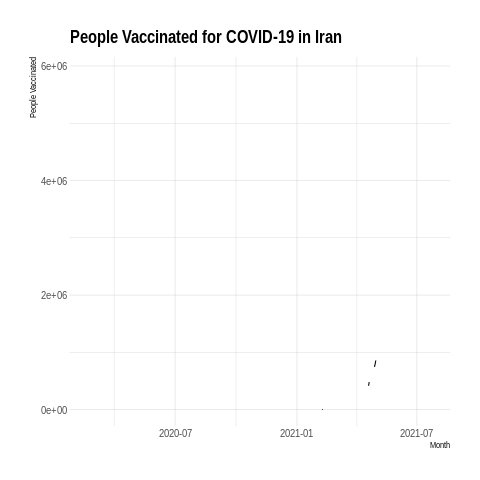 People Vaccinated for COVID-19 in Iran
People Vaccinated
6e+06
4e+06
2e+06
0e+00
2020-07
2021-01
2021-07
Month